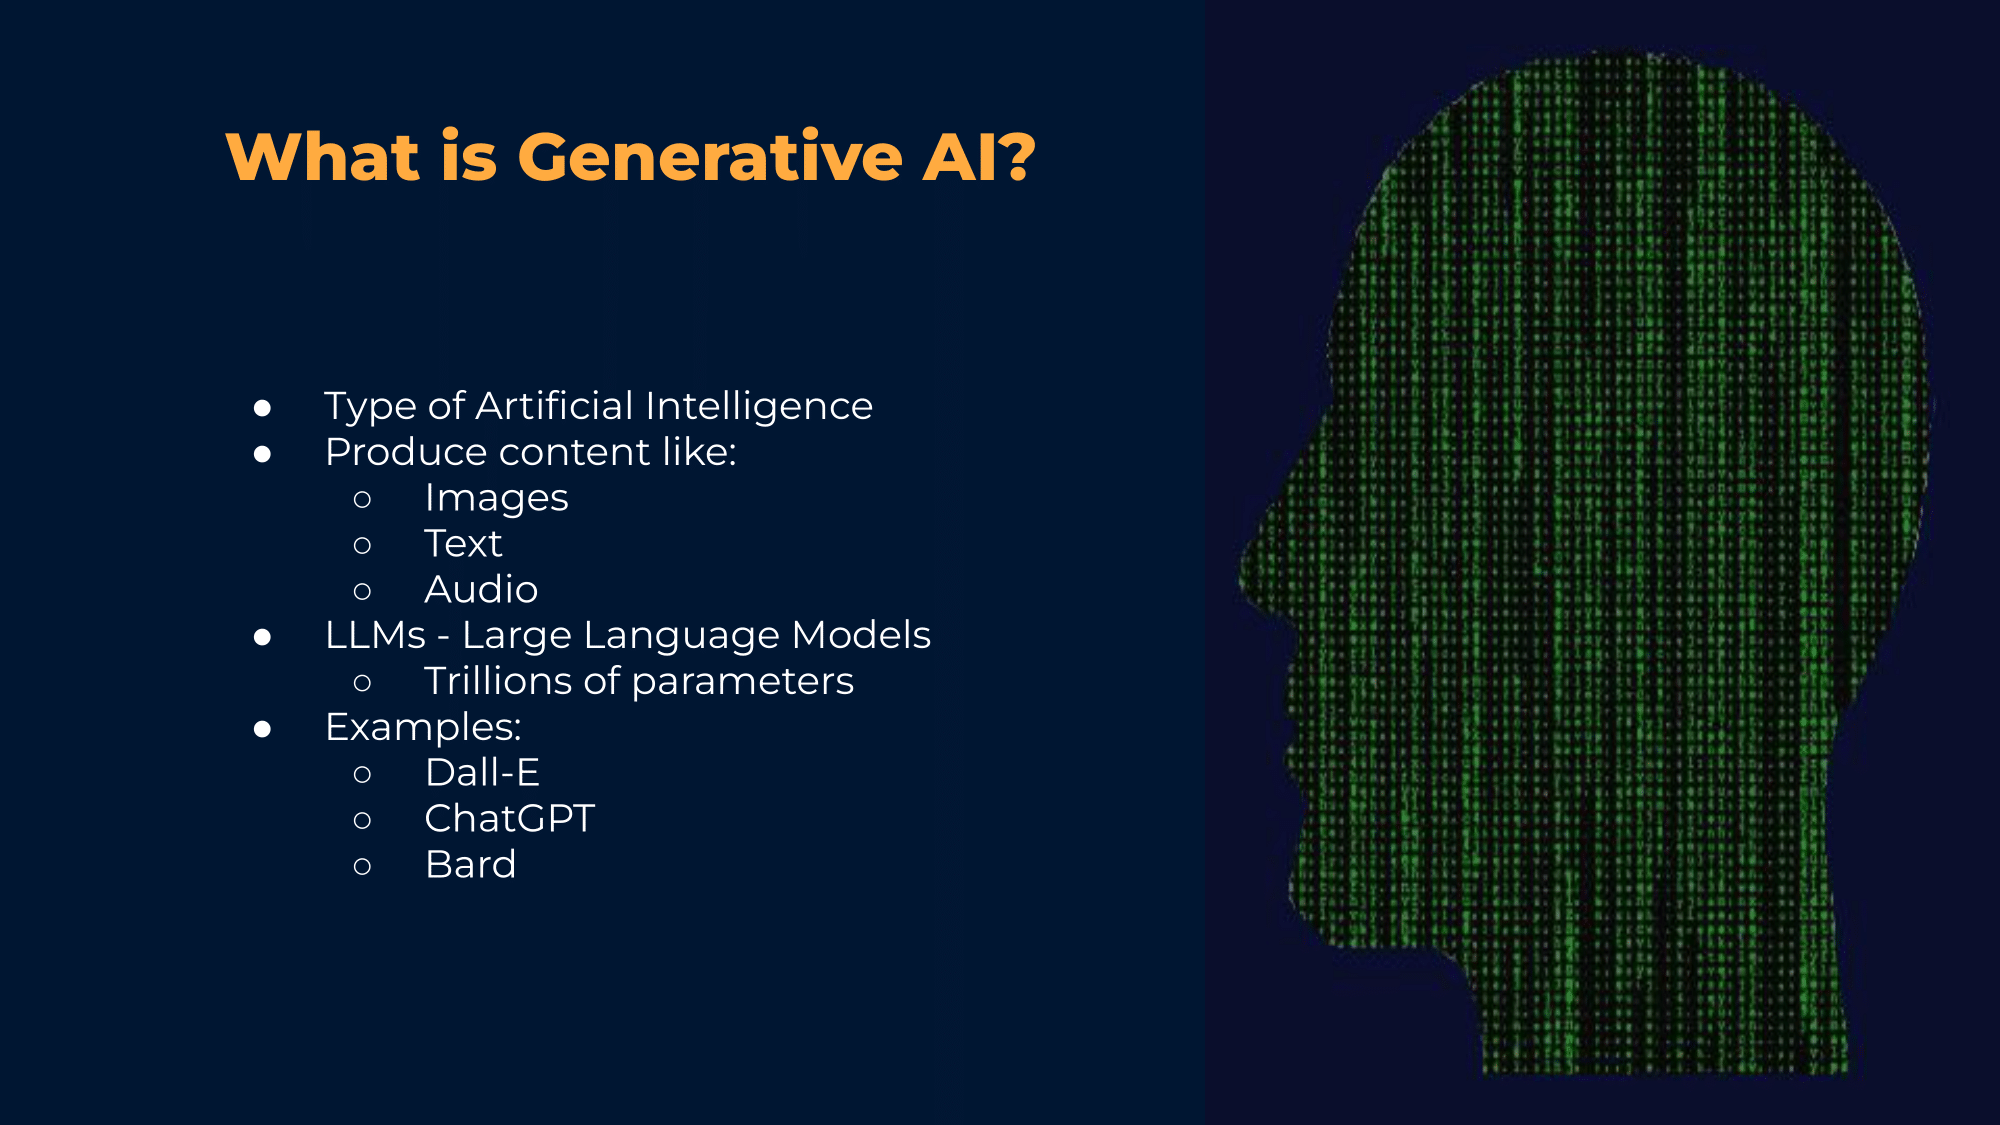 What is Generative AI?
● Type of Artificial Intelligence
● Produce content like:
○ Images
○ Text
○ Audio
● LLMs - Large Language Models
○ Trillions of parameters
● Examples:
○ Dall-E
○ ChatGPT
○ Bard